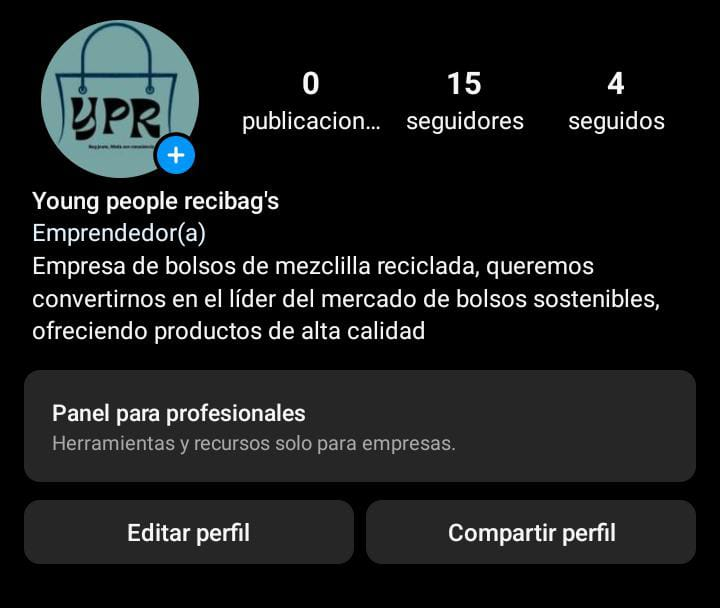 YPR
0 15 4
publicacion... seguidores seguidos
Young people recibag's
Emprendedor(a)
Empresa de bolsos de mezclilla reciclada, queremos
convertirnos en el líder del mercado de bolsos sostenibles,
ofreciendo productos de alta calidad
Panel para profesionales
Herramientas y recursos solo para empresas.
Editar perfil Compartir perfil